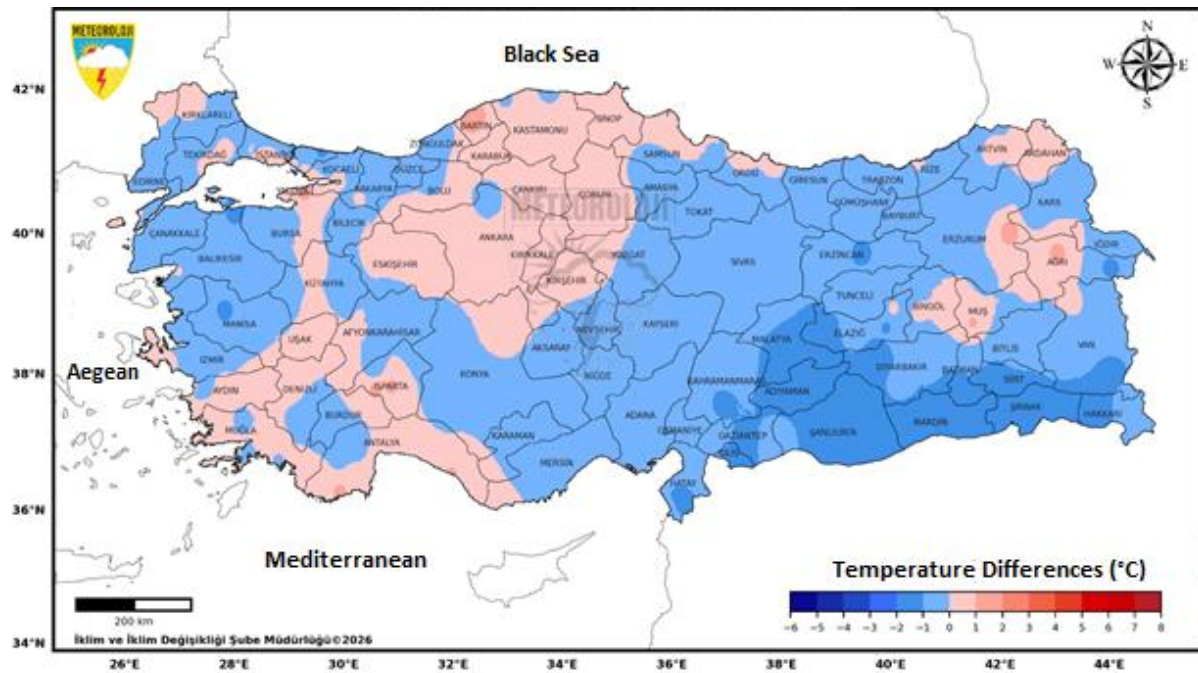 METEOROLOJİ
Black Sea
N
W E
S
42°N
KIRKLARELİ
BARTIN
KASTAMONU
SİNOP
ZONGULDAK
TEKİRDAĞ
İSTANBUL
KARABÜK
SAMSUN
ARTVİN
ARDAHAN
EDİRNE
KOCAELİ
DÜZCE
ORDU
RİZE
SAKARYA
BOLU
ÇANKIRI
ÇORUM
AMASYA
GİRESUN
TRABZON
KARS
TOKAT
GÜMÜŞHANE
BAYBURT
METEOROLOJİ
40°N
ÇANAKKALE
BURSA
BİLECİK
ANKARA
ERZURUM
IĞDIR
BALIKESİR
ESKİŞEHİR
KIRIKKALE
YOZGAT
SİVAS
ERZİNCAN
AĞRI
KÜTAHYA
KIRŞEHİR
TUNCELİ
BİNGÖL
MUŞ
MANİSA
UŞAK
AFYONKARAHİSAR
NEVŞEHİR
KAYSERİ
MALATYA
ELAZIĞ
VAN
AKSARAY
BİTLİS
İZMİR
38°N
Aegean
AYDIN
DENİZLİ
ISPARTA
KONYA
NİĞDE
KAHRAMANMARAŞ
ADIYAMAN
DİYARBAKIR
BATMAN
SİİRT
BURDUR
MUĞLA
ANTALYA
KARAMAN
ADANA
OSMANİYE
GAZİANTEP
ŞANLIURFA
MARDİN
ŞIRNAK
HAKKARİ
MERSİN
KİLİS
HATAY
36°N
Mediterranean
Temperature Differences (°C)
200 km
−6 −5 −4 −3 −2 −1 0 1 2 3 4 5 6 7 8
34°N
İklim ve İklim Değişikliği Şube Müdürlüğü©2026
26°E 28°E 30°E 32°E 34°E 36°E 38°E 40°E 42°E 44°E